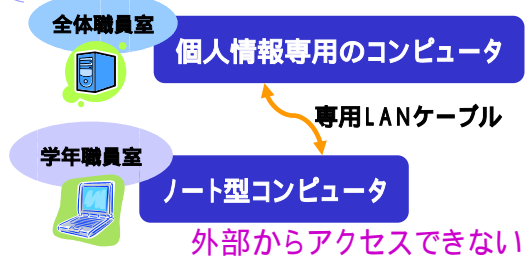 全体職員室
個人情報専用のコンピュータ
専用LANケーブル
学年職員室
ノート型コンピュータ
外部からアクセスできない